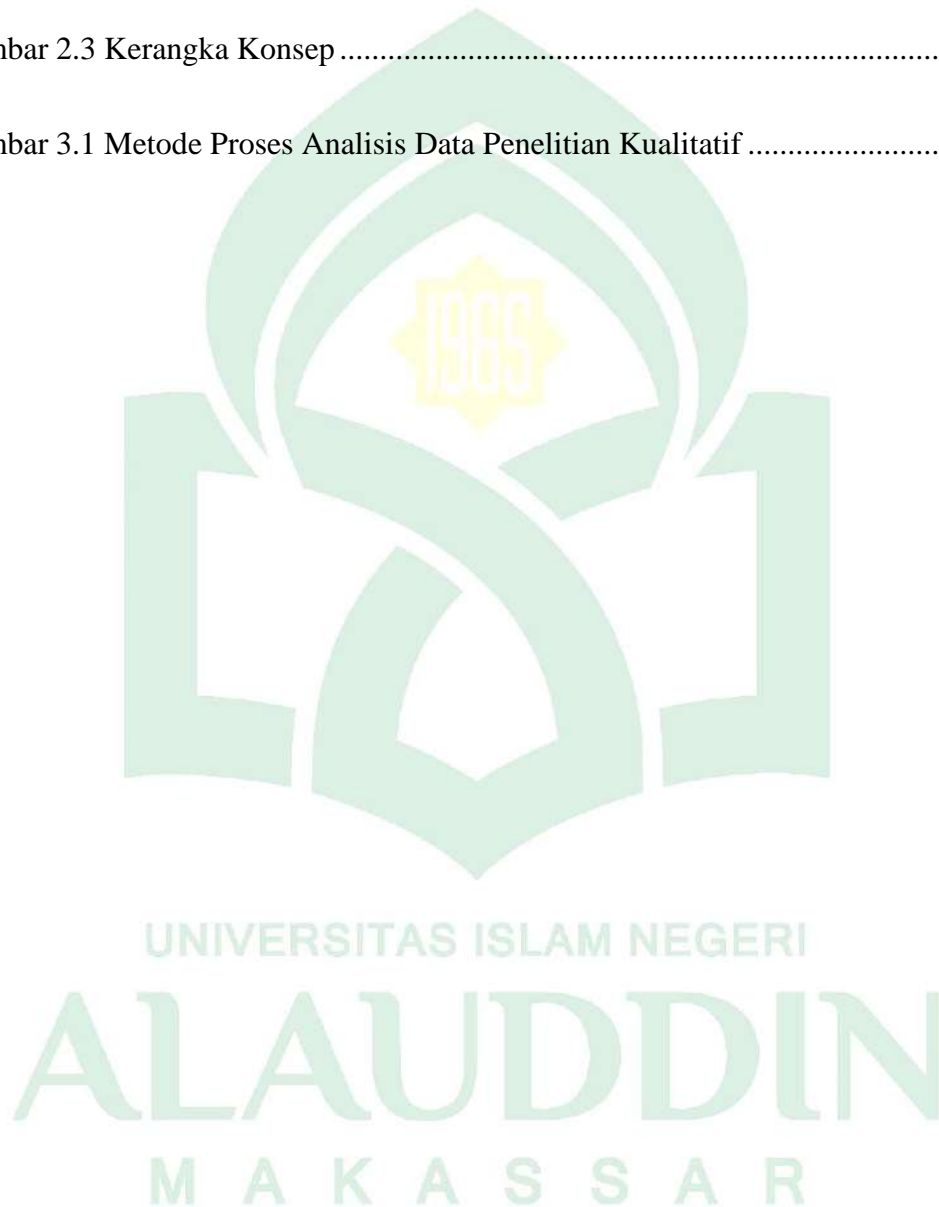 mbar 2.3 Kerangka Konsep ...........................................................................
mbar 3.1 Metode Proses Analisis Data Penelitian Kualitatif ........................
1965
UNIVERSITAS ISLAM NEGERI
ALAUDDIN
MAKASSAR